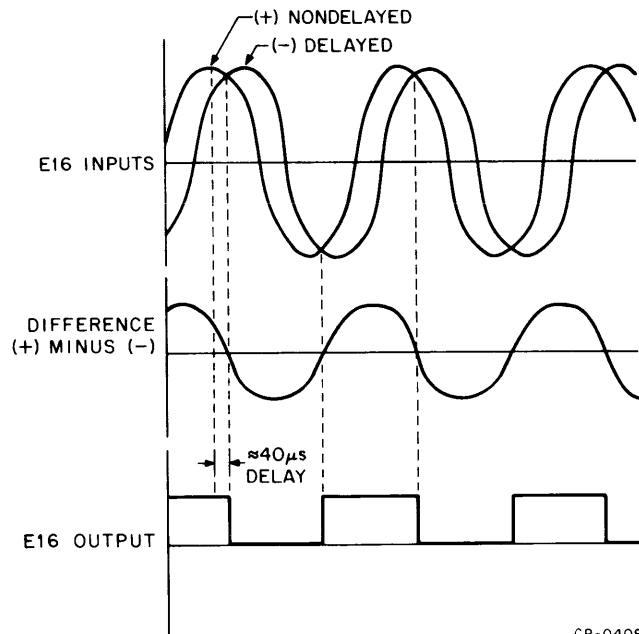 (+) NONDELAYED
(-) DELAYED
E16 INPUTS
DIFFERENCE
(+) MINUS (-)
≈40μs
DELAY
E16 OUTPUT